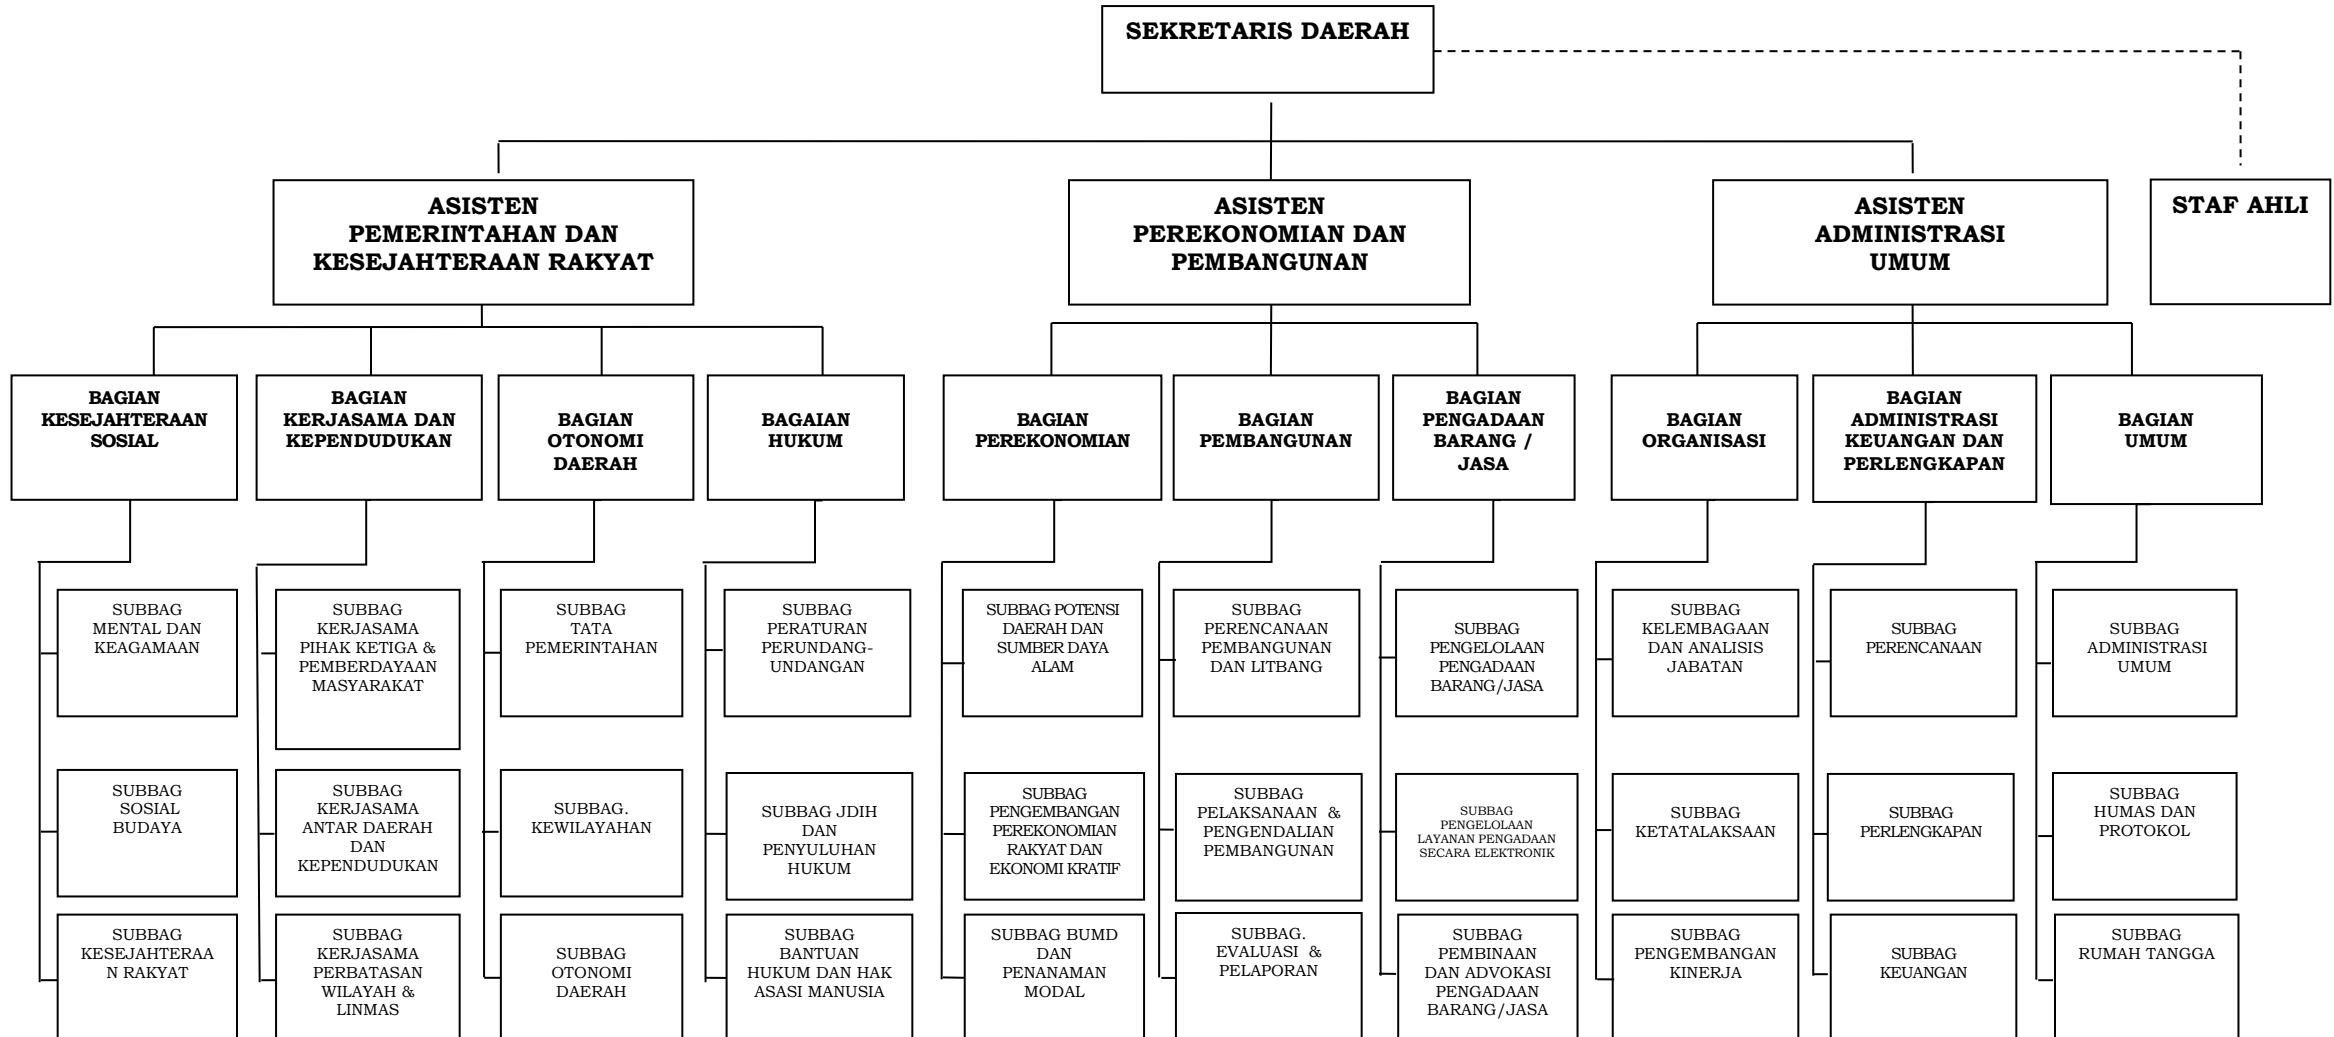 SEKRETARIS DAERAH
ASISTEN
PEMERINTAHAN DAN
KESEJAHTERAAN RAKYAT
ASISTEN
PEREKONOMIAN DAN
PEMBANGUNAN
ASISTEN
ADMINISTRASI
UMUM
STAF AHLI
BAGIAN
KESEJAHTERAAN
SOSIAL
BAGIAN
KERJASAMA DAN
KEPENDUDUKAN
BAGIAN
OTONOMI
DAERAH
BAGAIAN
HUKUM
BAGIAN
PEREKONOMIAN
BAGIAN
PEMBANGUNAN
BAGIAN
PENGADAAN
BARANG /
JASA
BAGIAN
ORGANISASI
BAGIAN
ADMINISTRASI
KEUANGAN DAN
PERLENGKAPAN
BAGIAN
UMUM
SUBBAG
MENTAL DAN
KEAGAMAAN
SUBBAG
KERJASAMA
PIHAK KETIGA &
PEMBERDAYAAN
MASYARAKAT
SUBBAG
TATA
PEMERINTAHAN
SUBBAG
PERATURAN
PERUNDANG-
UNDANGAN
SUBBAG POTENSI
DAERAH DAN
SUMBER DAYA
ALAM
SUBBAG
PERENCANAAN
PEMBANGUNAN
DAN LITBANG
SUBBAG
PENGELOLAAN
PENGADAAN
BARANG/JASA
SUBBAG
KELEMBAGAAN
DAN ANALISIS
JABATAN
SUBBAG
PERENCANAAN
SUBBAG
ADMINISTRASI
UMUM
SUBBAG
SOSIAL
BUDAYA
SUBBAG
KERJASAMA
ANTAR DAERAH
DAN
KEPENDUDUKAN
SUBBAG.
KEWILAYAHAN
SUBBAG JDIH
DAN
PENYULUHAN
HUKUM
SUBBAG
PENGEMBANGAN
PEREKONOMIAN
RAKYAT DAN
EKONOMI KRATIF
SUBBAG
PELAKSANAAN &
PENGENDALIAN
PEMBANGUNAN
SUBBAG
PENGELOLAAN
LAYANAN PENGADAAN
SECARA ELEKTRONIK
SUBBAG
KETATALAKSAAN
SUBBAG
PERLENGKAPAN
SUBBAG
HUMAS DAN
PROTOKOL
SUBBAG
KESEJAHTERAA
N RAKYAT
SUBBAG
KERJASAMA
PERBATASAN
WILAYAH &
LINMAS
SUBBAG
OTONOMI
DAERAH
SUBBAG
BANTUAN
HUKUM DAN HAK
ASASI MANUSIA
SUBBAG BUMD
DAN
PENANAMAN
MODAL
SUBBAG.
EVALUASI &
PELAPORAN
SUBBAG
PEMBINAAN
DAN ADVOKASI
PENGADAAN
BARANG/JASA
SUBBAG
PENGEMBANGAN
KINERJA
SUBBAG
KEUANGAN
SUBBAG
RUMAH TANGGA